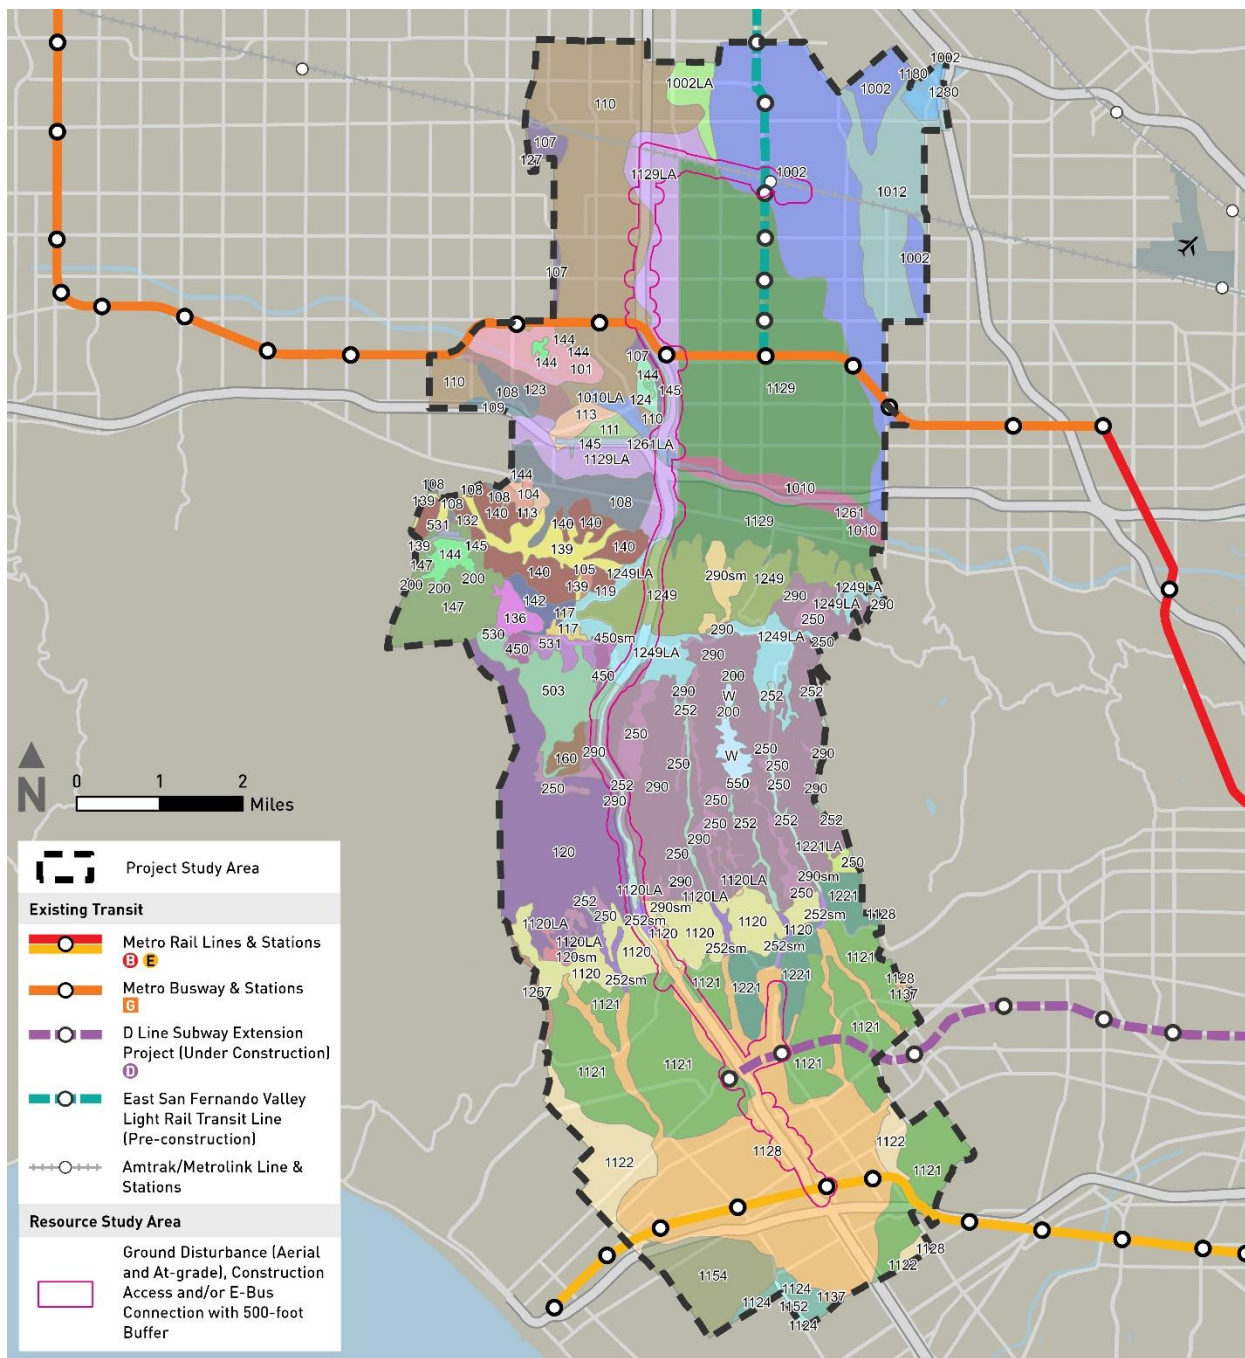 1002
1002LA
1002
1180
1280
110
107
127
1129LA
1002
1012
1002
107
144
144
144
101
107
144
145
1129
110
108
123
1010LA
124
109
113
110
111
145
1261LA
1129LA
144
1010
108
108
108
104
108
139
108
113
1261
531
132
140
140
140
1129
1010
139
144
145
139
140
147
105
1249LA
290sm
1249
1249LA
200
200
200
140
139
119
1249
290
1249LA
290
147
142
136
117
250
117
290
530
531
450sm
1249LA
250
450
1249LA
290
450
200
503
290
W
252
252
252
200
250
160
290
250
250
290
250
W
250
250
252
290
550
250
290
290
250
250
252
252
252
290
120
250
1221LA
250
290
1120LA
290sm
1120LA
1120LA
250
1221
252
290sm
1120LA
250
252sm
252sm
1128
1120
1120
1120
1120LA
1120
252sm
252sm
120sm
1121
1120
252sm
1121
1221
1128
1267
1221
1137
1121
1121
1121
1121
1121
1122
1128
1122
1121
1128
1122
1154
1124
1137
1124
1152
1124
N
0 1 2
Miles
Project Study Area
Existing Transit
Metro Rail Lines & Stations
B E
Metro Busway & Stations
G
D Line Subway Extension
Project (Under Construction)
D
East San Fernando Valley
Light Rail Transit Line
(Pre-construction)
Amtrak/Metrolink Line &
Stations
Resource Study Area
Ground Disturbance (Aerial
and At-grade), Construction
Access and/or E-Bus
Connection with 500-foot
Buffer